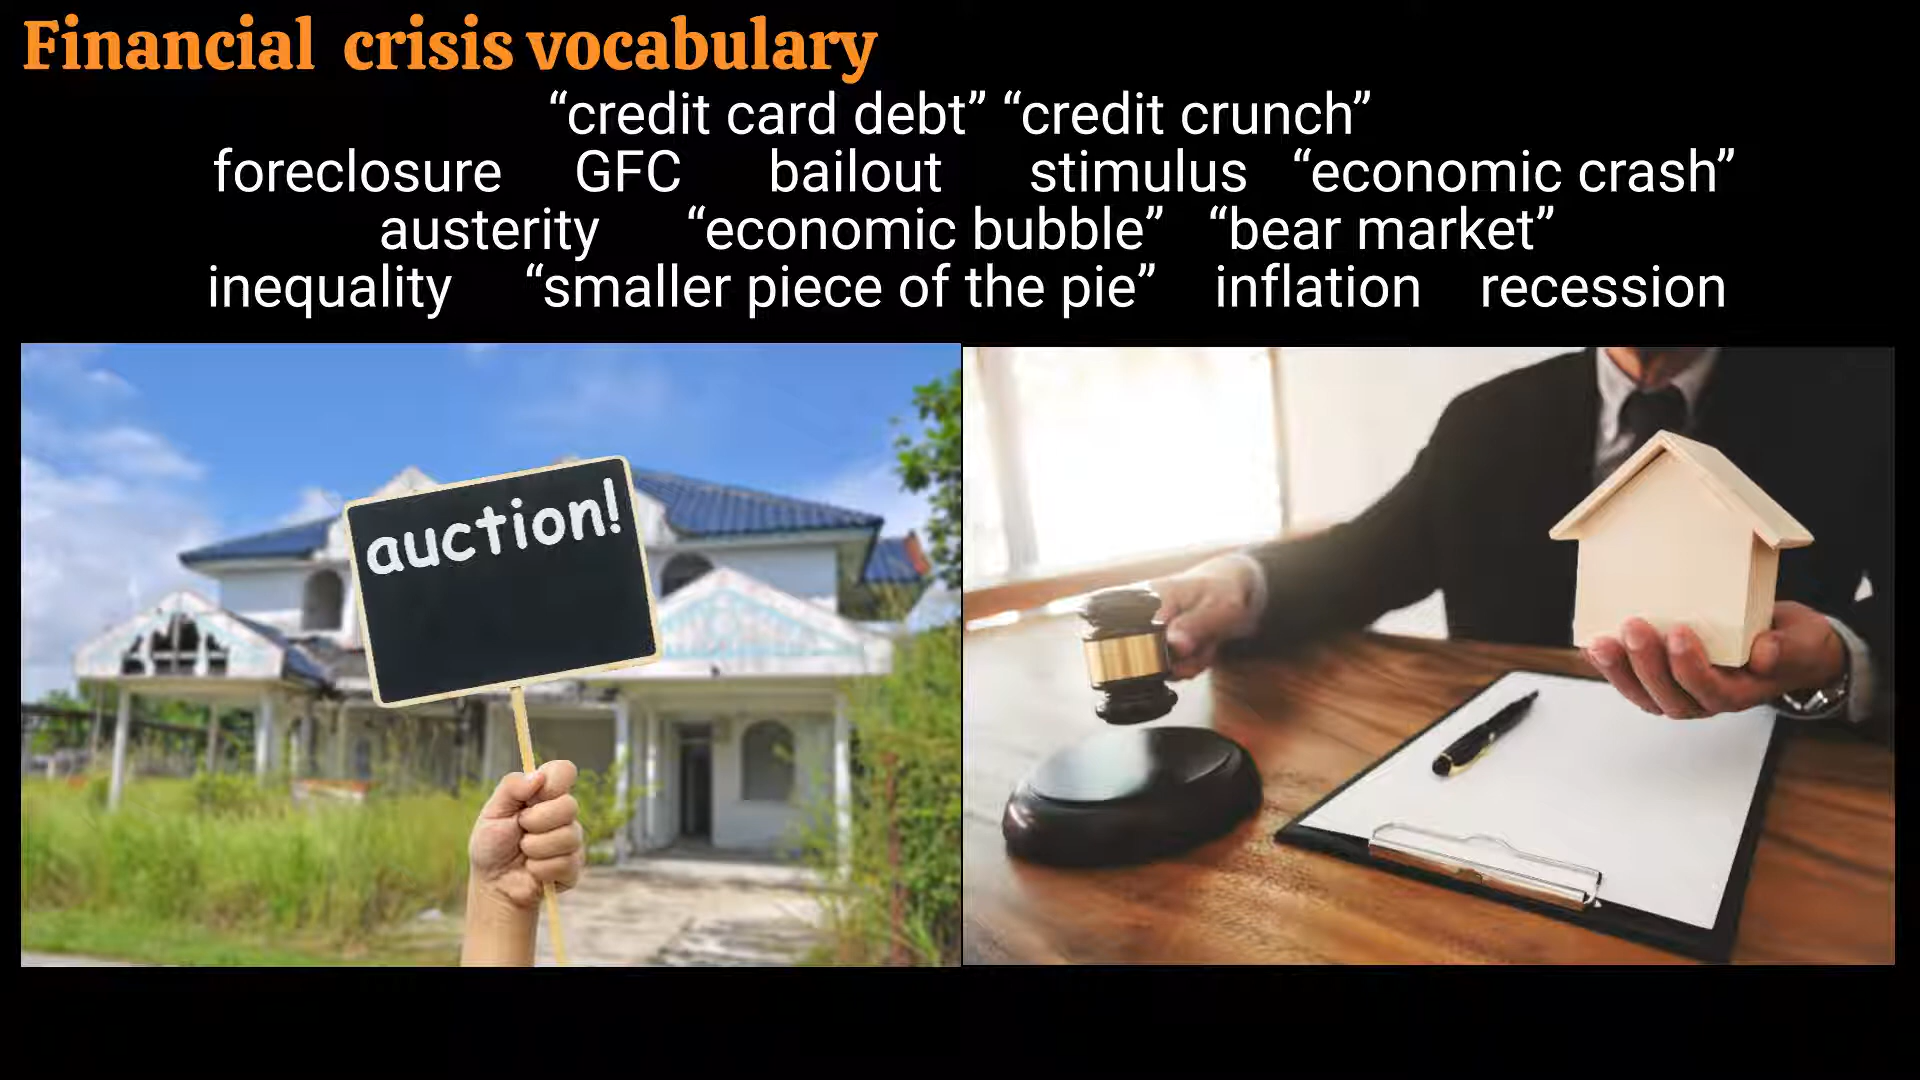 Financial crisis vocabulary
“credit card debt” “credit crunch”
foreclosure GFC bailout stimulus “economic crash”
austerity “economic bubble” “bear market”
inequality “smaller piece of the pie” inflation recession
auction!